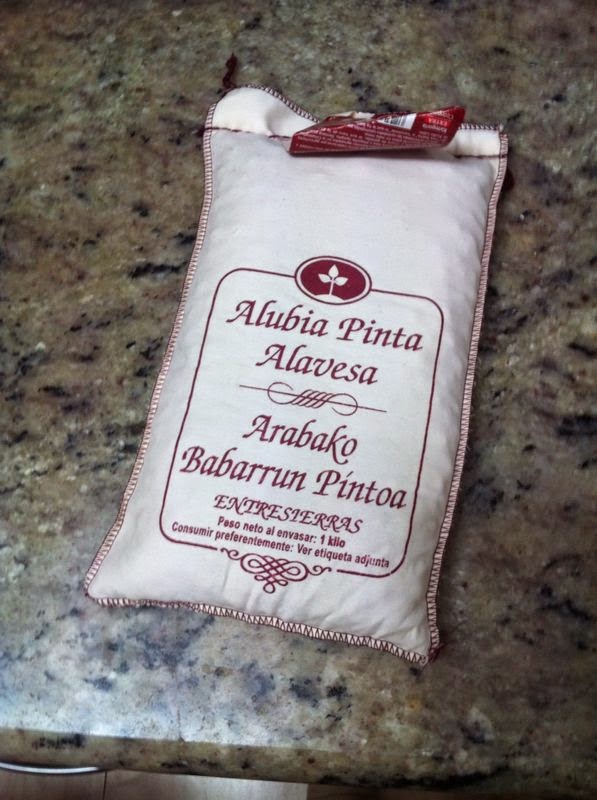 Alubia Pinta
Alavesa
Arabako
Babarrun Pintoa
ENTRESIERRAS
Peso neto al envasar: 1 kilo
Consumir preferentemente: Ver etiqueta adjunta